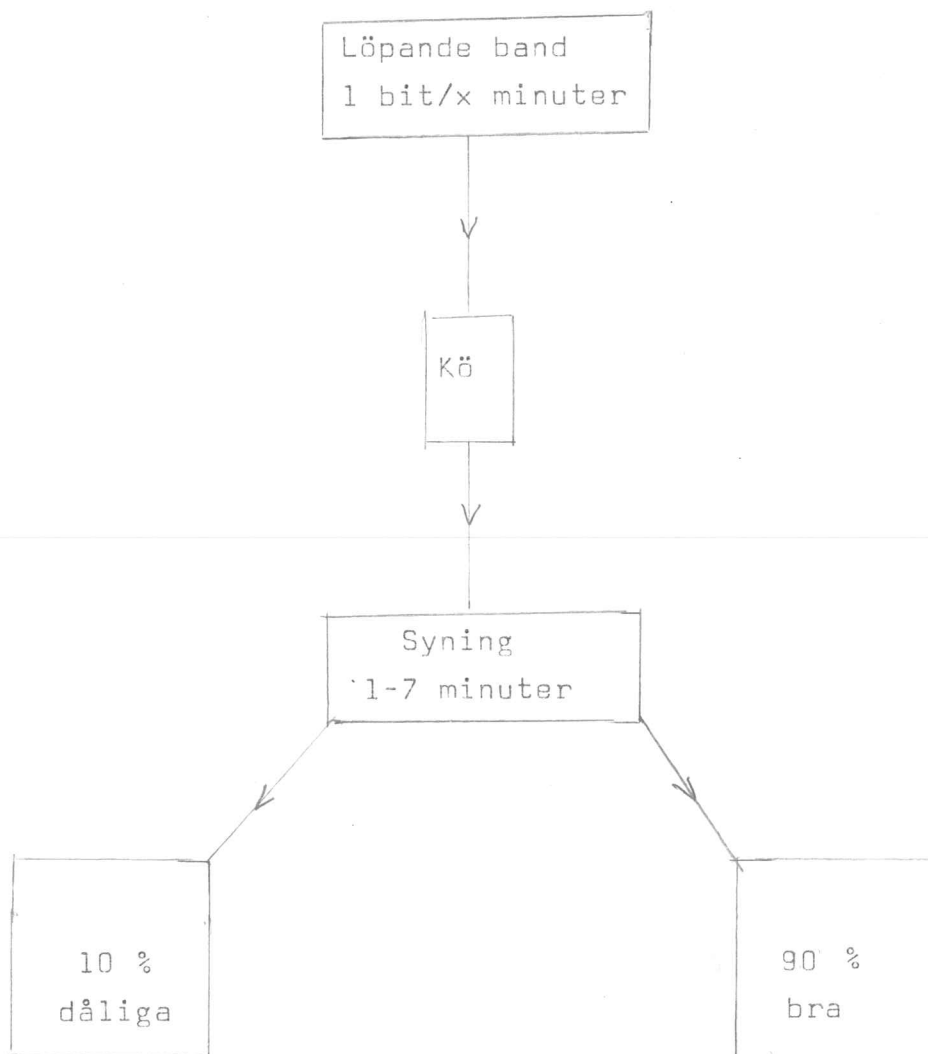 Löpande band
1 bit/x minuter
Kö
Syning
1-7 minuter
10 %
dåliga
90 %
bra